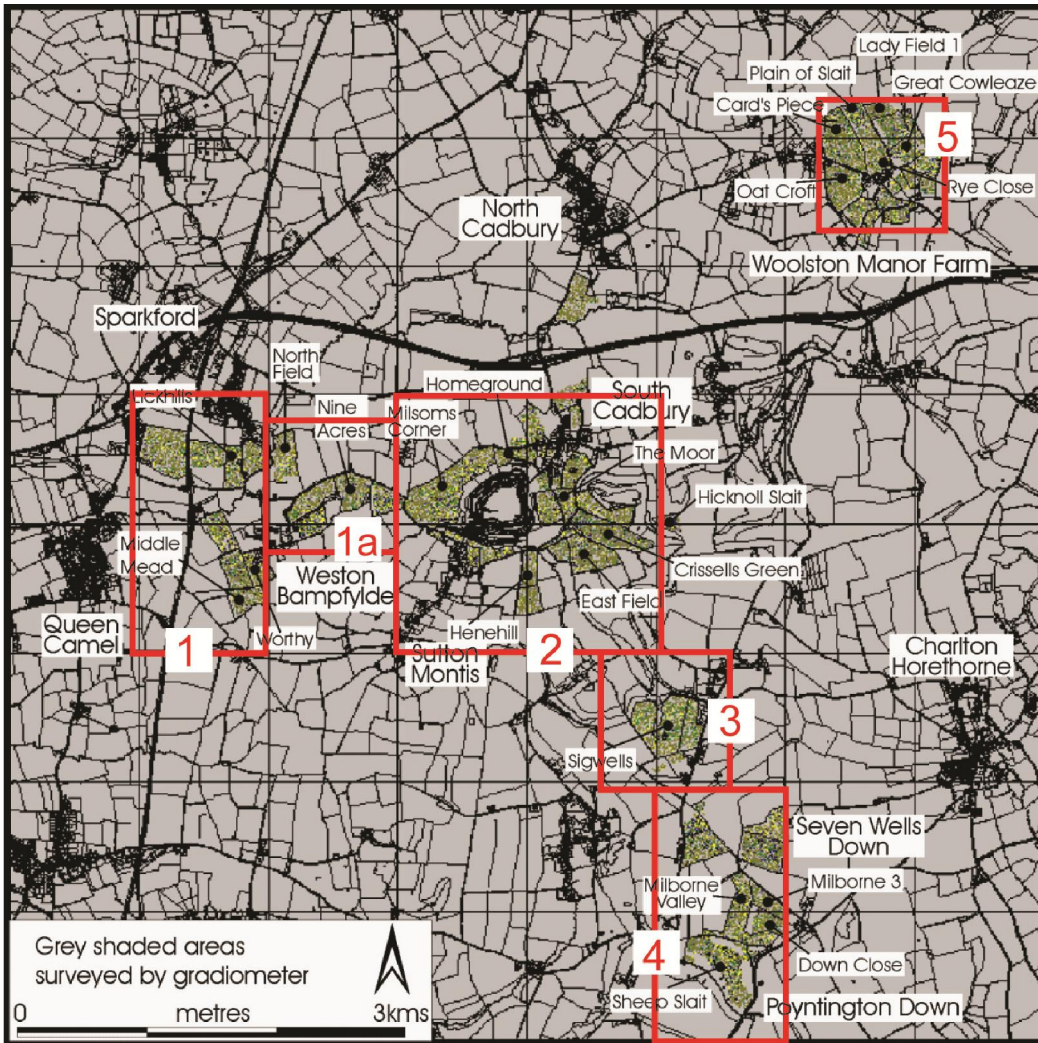 Lady Field 1
Plain of Slait
Great Cowleaze
Card's Piece
5
Oat Croft
Rye Close
North
Cadbury
Woolston Manor Farm
Sparkford
North
Field
Homeground
South
Cadbury
Lickhills
Nine
Acres
Milsoms
Corner
The Moor
Hicknoll Slait
1a
Middle
Mead
Weston
Bampfylde
Crissells Green
East Field
Queen
Camel
1
Worthy
Henehill
2
Sutton
Montis
Charlton
Horethorne
3
Sigwells
Seven Wells
Down
Milborne 3
Milborne
Valley
4
Down Close
Sheep Slait
Poyntington Down
Grey shaded areas
surveyed by gradiometer
0 metres 3kms